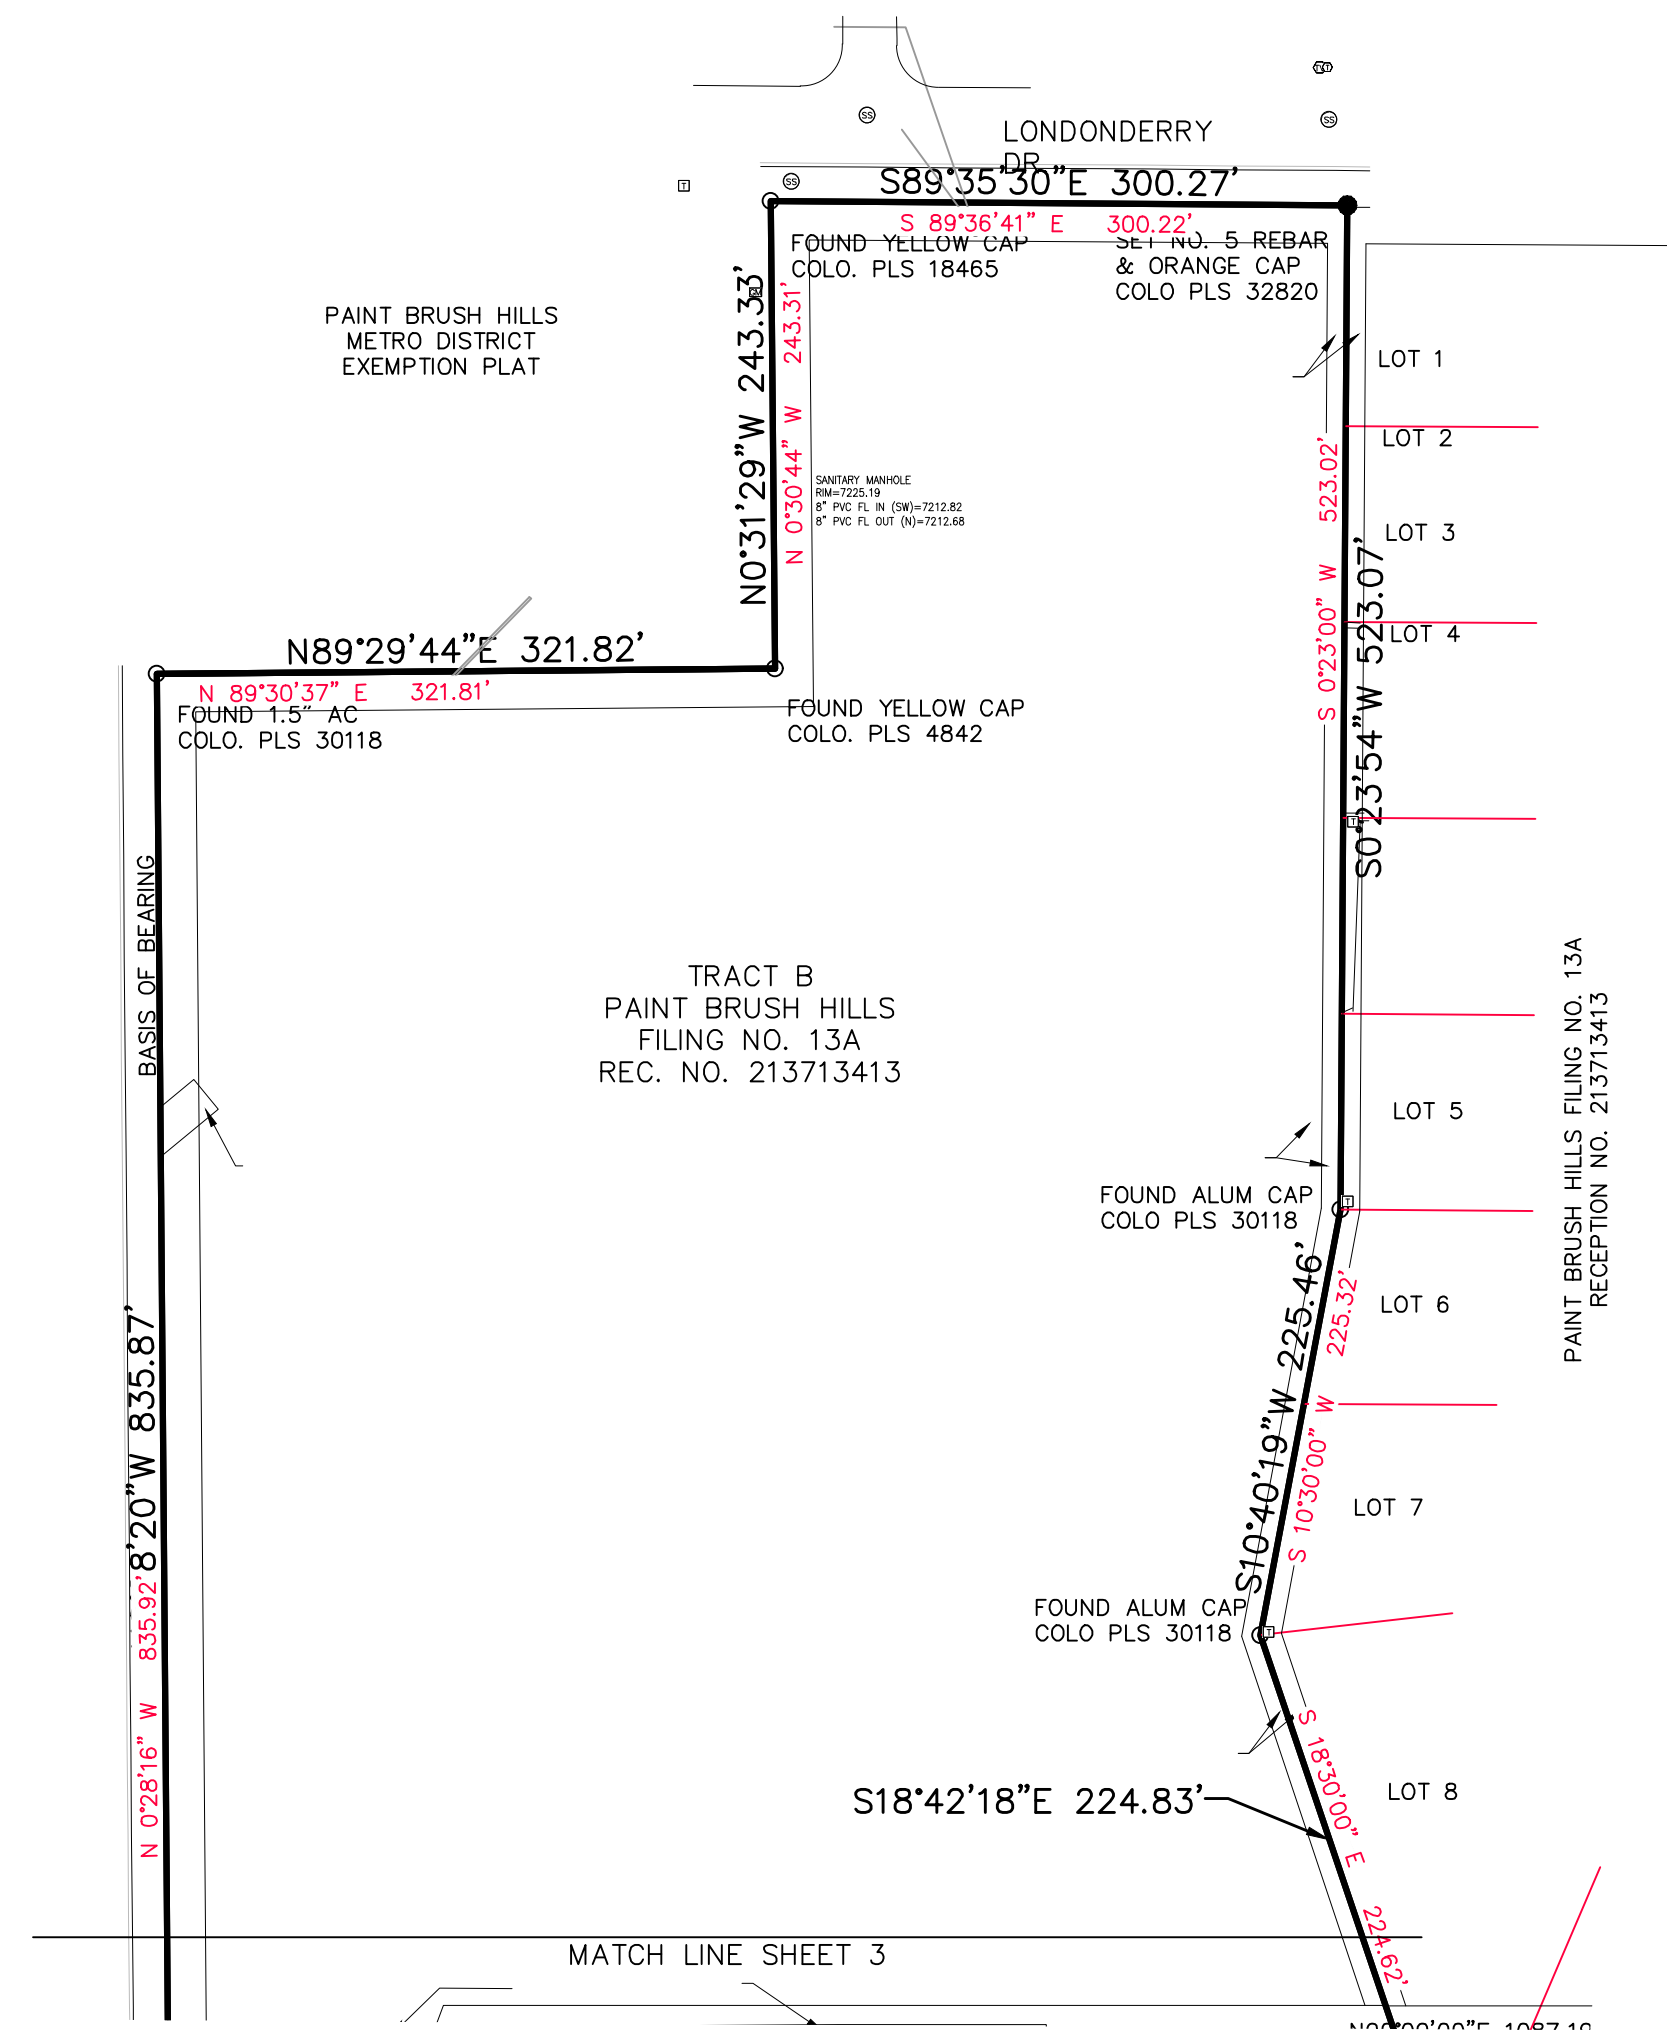 LONDONDERRY
DR
S89°35'30"E 300.27'
S 89°36'41" E 300.22'
FOUND YELLOW CAP
COLO. PLS 18465
SET NO. 5 REBAR
& ORANGE CAP
COLO PLS 32820
PAINT BRUSH HILLS
METRO DISTRICT
EXEMPTION PLAT
N0°31'29"W 243.33'
N 0°30'44" W 243.31'
SANITARY MANHOLE
RIM=7225.19
8" PVC FL IN (SW)=7212.82
8" PVC FL OUT (N)=7212.68
LOT 1
LOT 2
LOT 3
LOT 4
S 0°23'00" W 523.02'
S0°23'54"W 523.07'
N89°29'44"E 321.82'
N 89°30'37" E 321.81'
FOUND 1.5" AC
COLO. PLS 30118
FOUND YELLOW CAP
COLO. PLS 4842
BASIS OF BEARING
TRACT B
PAINT BRUSH HILLS
FILING NO. 13A
REC. NO. 213713413
PAINT BRUSH HILLS FILING NO. 13A
RECEPTION NO. 213713413
LOT 5
FOUND ALUM CAP
COLO PLS 30118
LOT 6
S10°40'19"W 225.46'
S 10°30'00" W 225.32'
LOT 7
8'20"W 835.87'
N 0°28'16" W 835.92'
FOUND ALUM CAP
COLO PLS 30118
S18°42'18"E 224.83'
S 18°30'00" E 224.62'
LOT 8
MATCH LINE SHEET 3
SS
SS
SS
T
T
T
T